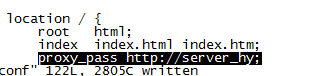 location / {
root html;
index index.html index.htm;
proxy_pass http://server_hy;
conf" 122L, 2805C written